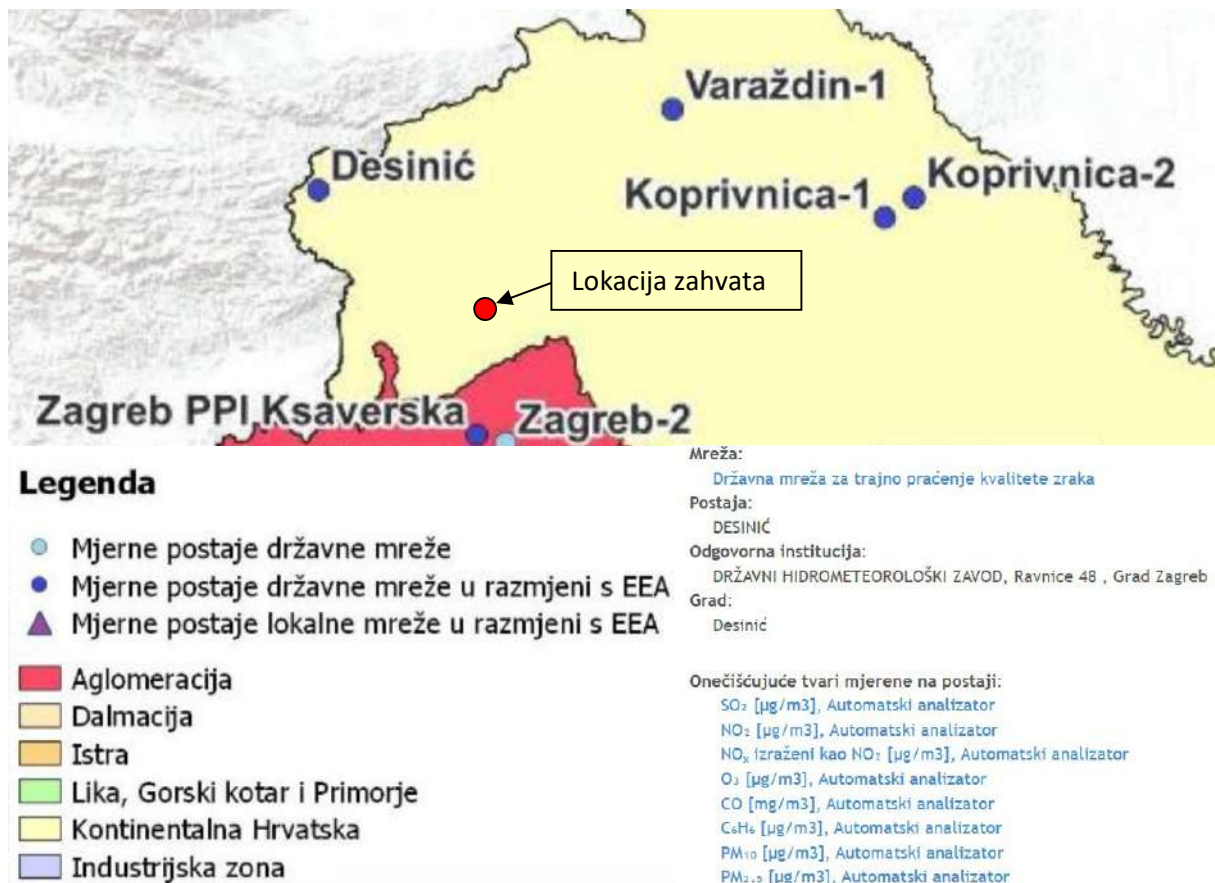 Varaždin-1
Desinić
Koprivnica-1
Koprivnica-2
Lokacija zahvata
Zagreb PPI Ksaverska
Zagreb-2
Legenda
Mjerne postaje državne mreže
Mjerne postaje državne mreže u razmjeni s EEA
Mjerne postaje lokalne mreže u razmjeni s EEA
Aglomeracija
Dalmacija
Istra
Lika, Gorski kotar i Primorje
Kontinentalna Hrvatska
Industrijska zona
Mreža:
Državna mreža za trajno praćenje kvalitete zraka
Postaja:
DESINIĆ
Odgovorna institucija:
DRŽAVNI HIDROMETEOROLOŠKI ZAVOD, Ravnice 48 , Grad Zagreb
Grad:
Desinić
Onečišćujuće tvari mjerene na postaji:
SO₂ [µg/m3], Automatski analizator
NO₂ [µg/m3], Automatski analizator
NOₓ izraženi kao NO₂ [µg/m3], Automatski analizator
O₃ [µg/m3], Automatski analizator
CO [mg/m3], Automatski analizator
C₆H₆ [µg/m3], Automatski analizator
PM₁₀ [µg/m3], Automatski analizator
PM₂.₅ [µg/m3], Automatski analizator